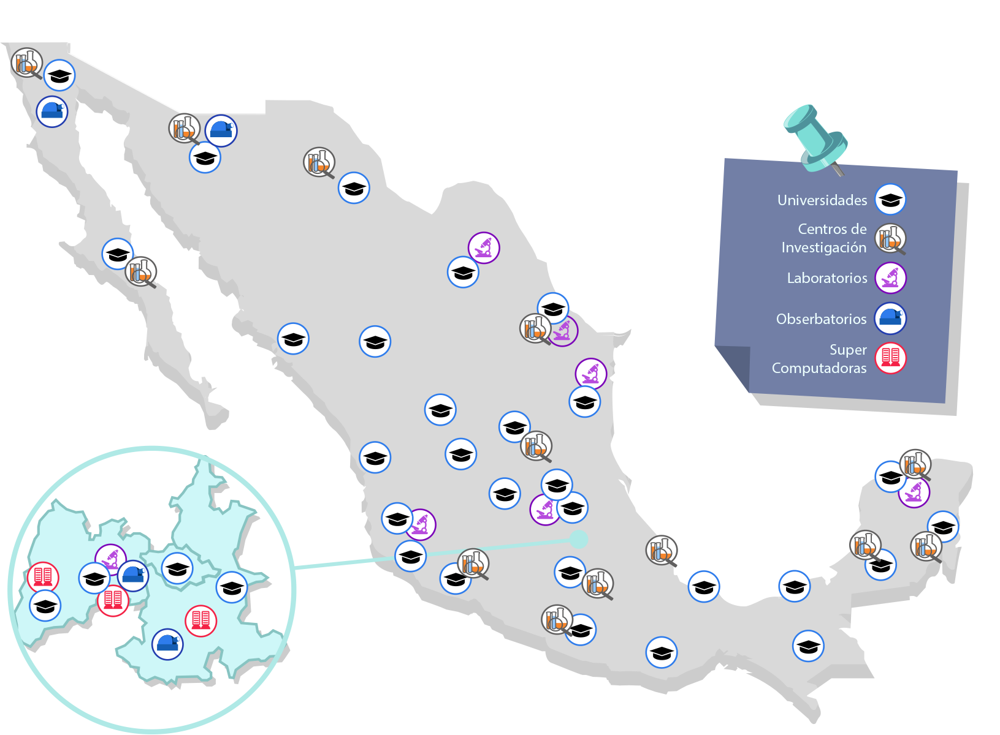 Universidades
Centros de
Investigación
Laboratorios
Obserbatorios
Super
Computadoras